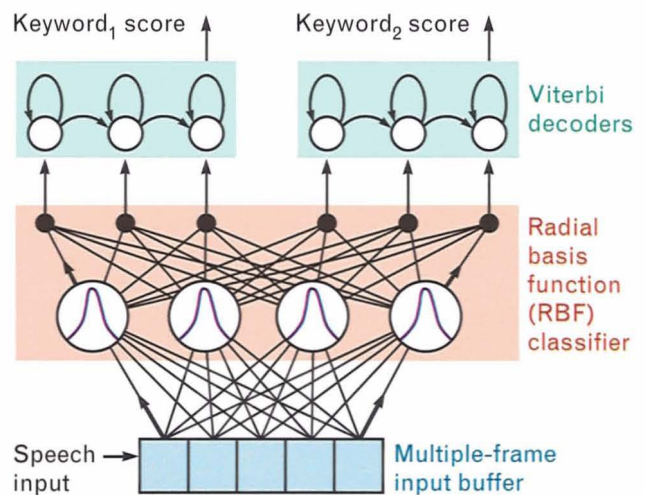 Keyword₁ score
Keyword₂ score
Viterbi
decoders
Radial
basis
function
(RBF)
classifier
Speech
input
Multiple-frame
input buffer